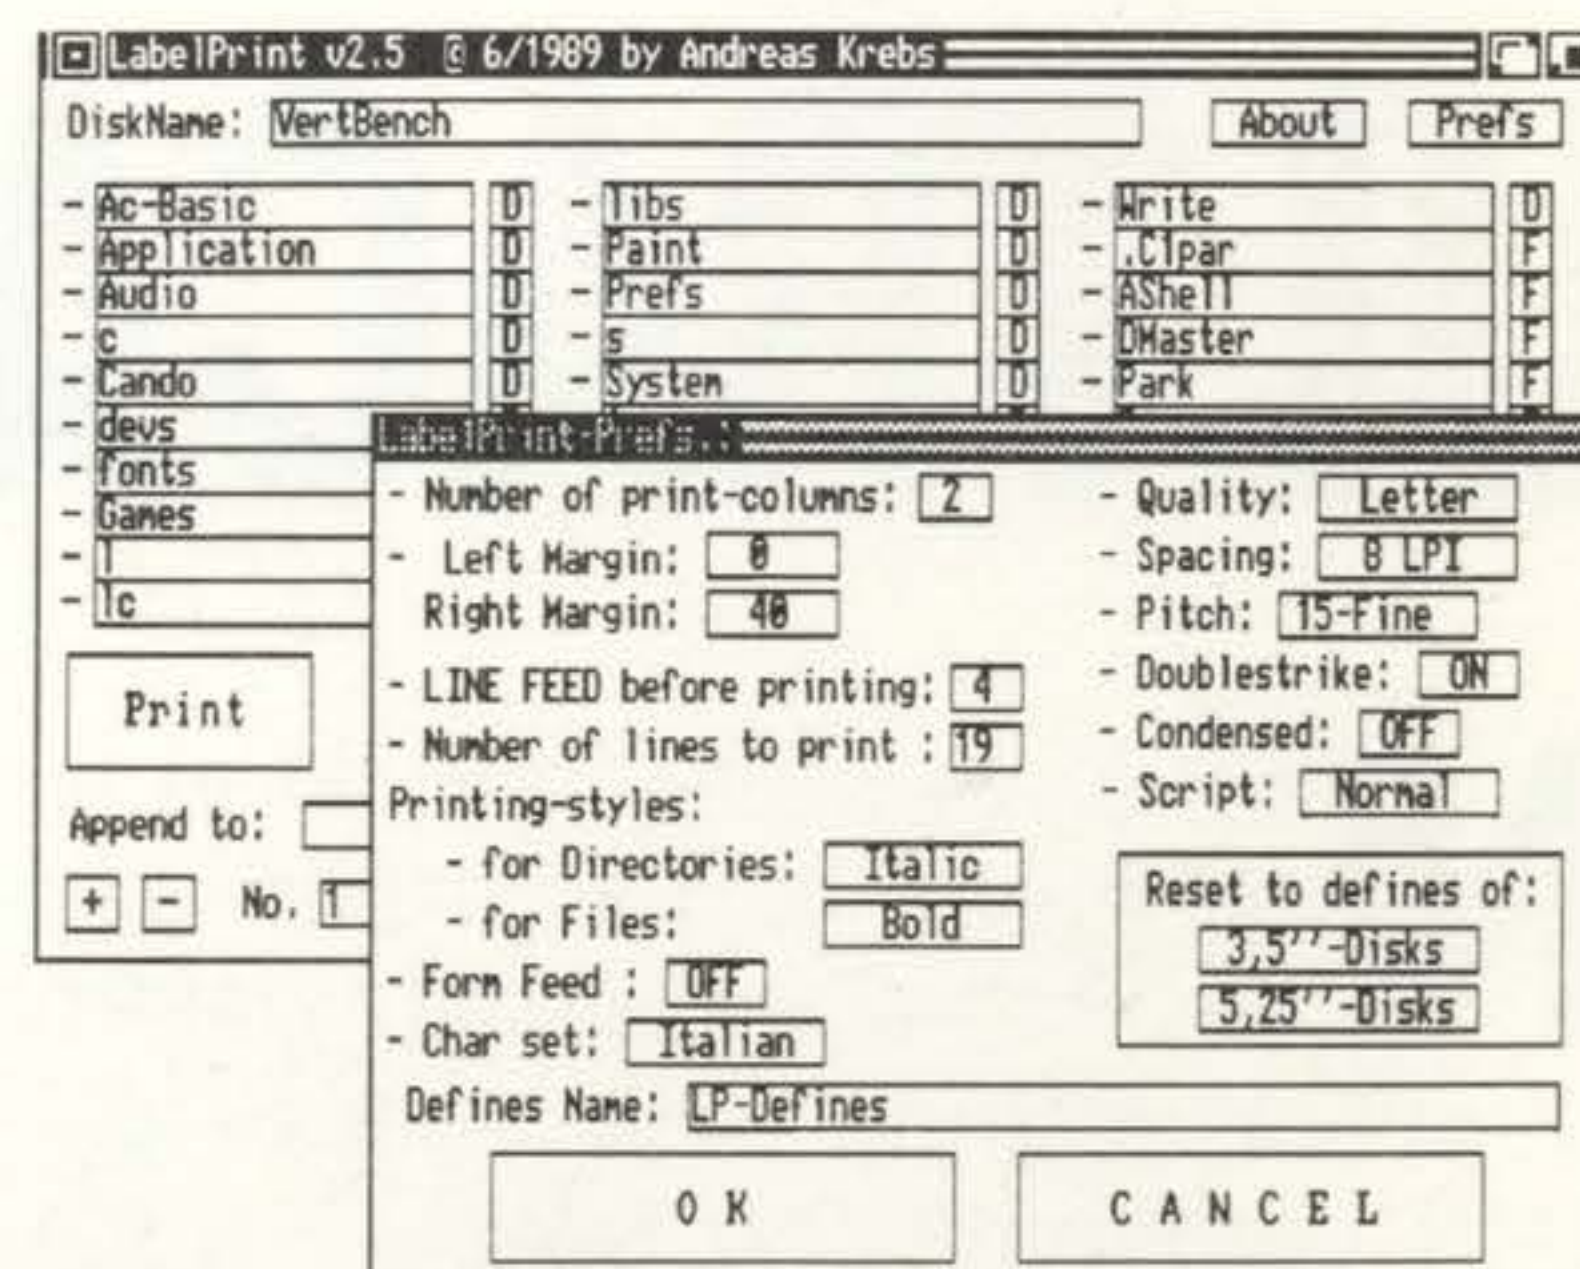 LabelPrint v2.5 © 6/1989 by Andreas Krebs
DiskName: VertBench About Prefs
- Ac-Basic D - libs D - Write D
- Application D - Paint D - .C1par F
- Audio D - Prefs D - AShell F
- c D - s D - DMaster F
- Cando D - System D - Park F
- devs
- fonts
- Games
- l
- lc
Print
Append to:
+ - No. 1
LabelPrint-Prefs.:
- Number of print-columns: 2
- Left Margin: 0
Right Margin: 40
- LINE FEED before printing: 4
- Number of lines to print : 19
Printing-styles:
- for Directories: Italic
- for Files: Bold
- Form Feed : OFF
- Char set: Italian
- Quality: Letter
- Spacing: 8 LPI
- Pitch: 15-Fine
- Doublestrike: ON
- Condensed: OFF
- Script: Normal
Reset to defines of:
3,5''-Disks
5,25''-Disks
Defines Name: LP-Defines
O K C A N C E L